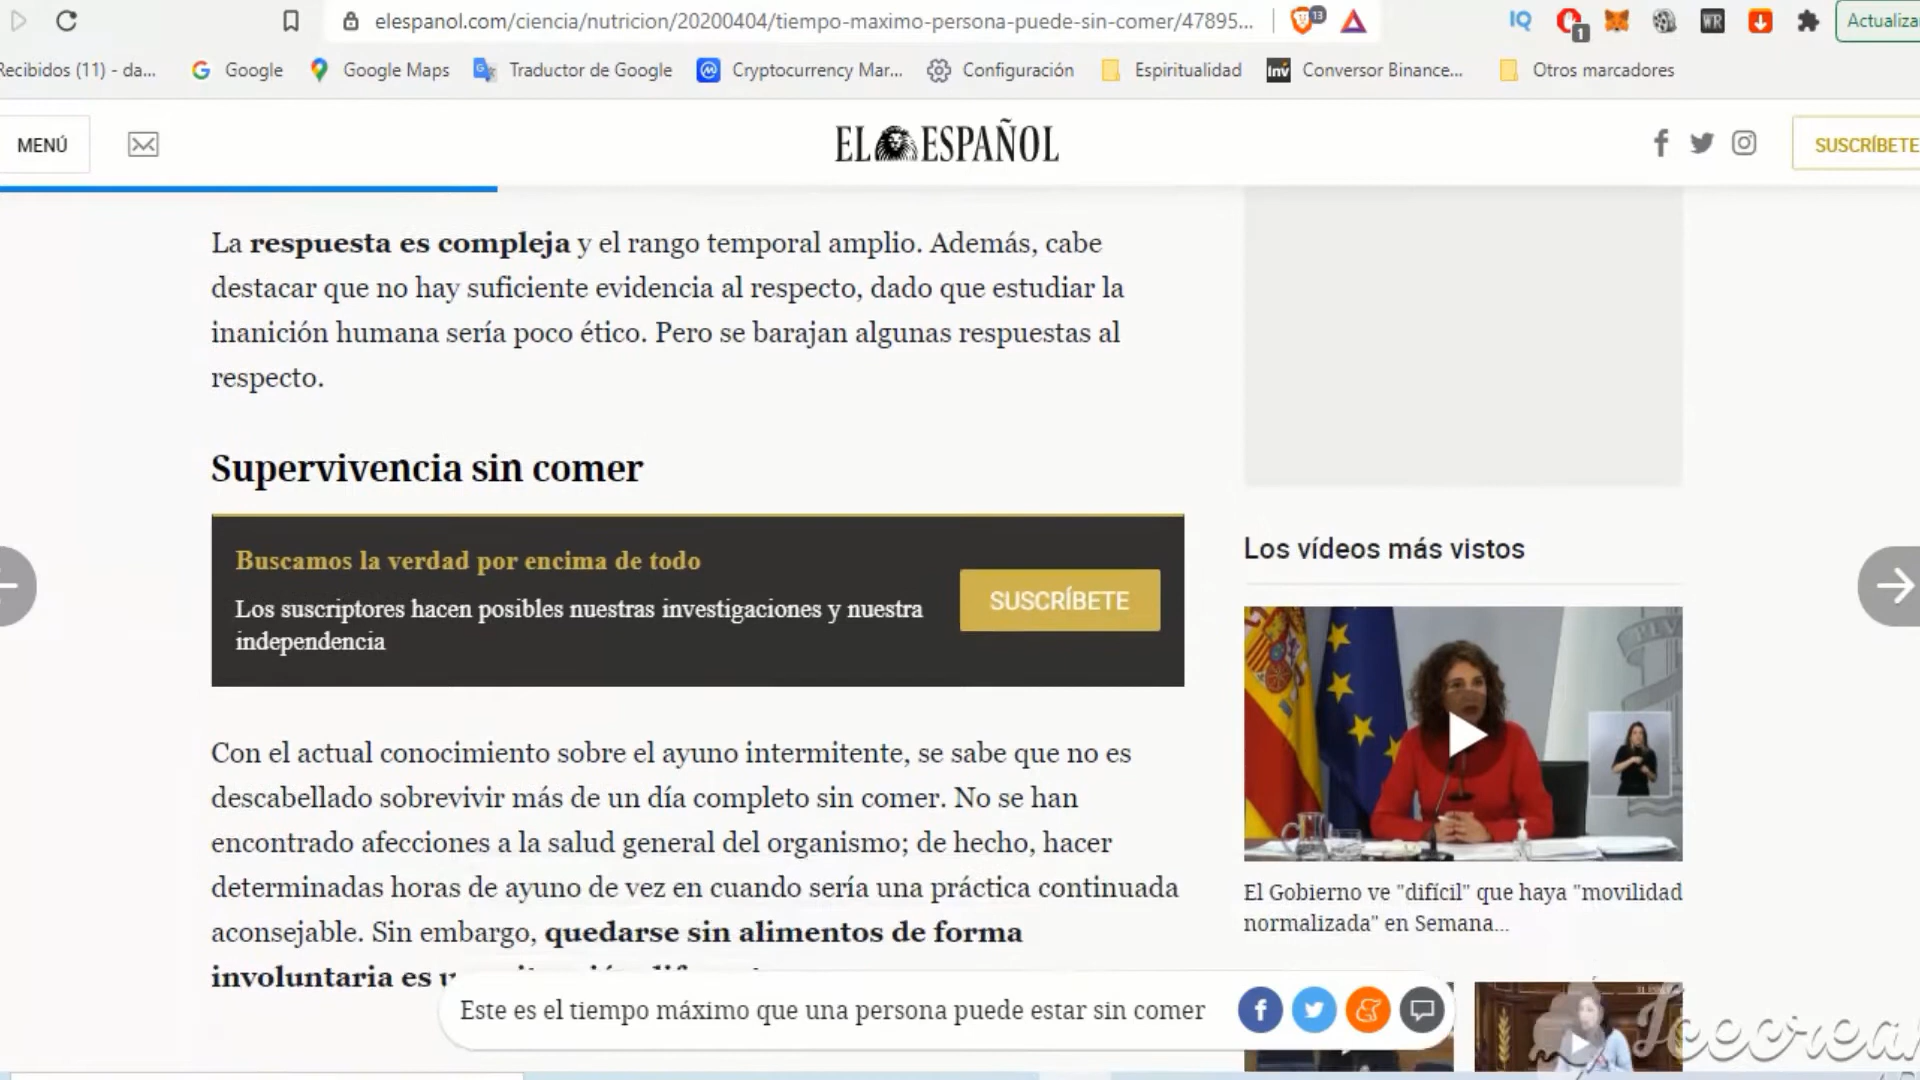 elespanol.com/ciencia/nutricion/20200404/tiempo-maximo-persona-puede-sin-comer/47895...
13
IQ
1
WR
Actualiza
Recibidos (11) - da...
Google
Google Maps
Traductor de Google
Cryptocurrency Mar...
Configuración
Espiritualidad
Inv
Conversor Binance...
Otros marcadores
MENÚ
EL ESPAÑOL
SUSCRÍBETE
La respuesta es compleja y el rango temporal amplio. Además, cabe
destacar que no hay suficiente evidencia al respecto, dado que estudiar la
inanición humana sería poco ético. Pero se barajan algunas respuestas al
respecto.
Supervivencia sin comer
Buscamos la verdad por encima de todo
Los suscriptores hacen posibles nuestras investigaciones y nuestra
independencia
SUSCRÍBETE
Con el actual conocimiento sobre el ayuno intermitente, se sabe que no es
descabellado sobrevivir más de un día completo sin comer. No se han
encontrado afecciones a la salud general del organismo; de hecho, hacer
determinadas horas de ayuno de vez en cuando sería una práctica continuada
aconsejable. Sin embargo, quedarse sin alimentos de forma
involuntaria es
Este es el tiempo máximo que una persona puede estar sin comer
Los vídeos más vistos
El Gobierno ve "difícil" que haya "movilidad
normalizada" en Semana...
Icecrea